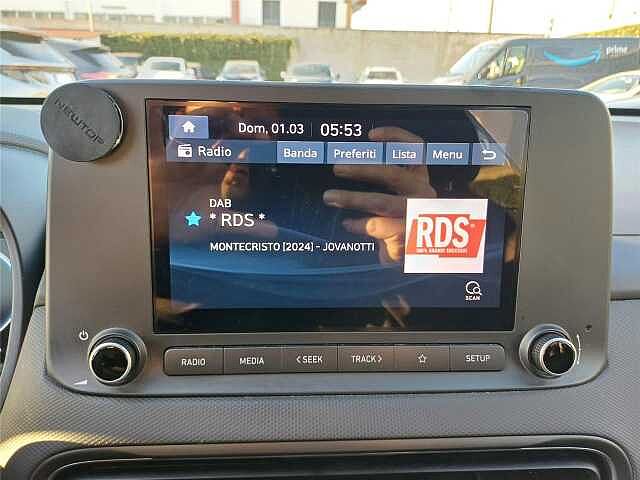 prime
NEWTOP
Dom. 01.03 05:53
Radio Banda Preferiti Lista Menu
DAB
* RDS *
MONTECRISTO [2024] - JOVANOTTI
RDS
100% GRANDI SUCCESSI
SCAN
RADIO MEDIA < SEEK TRACK > SETUP